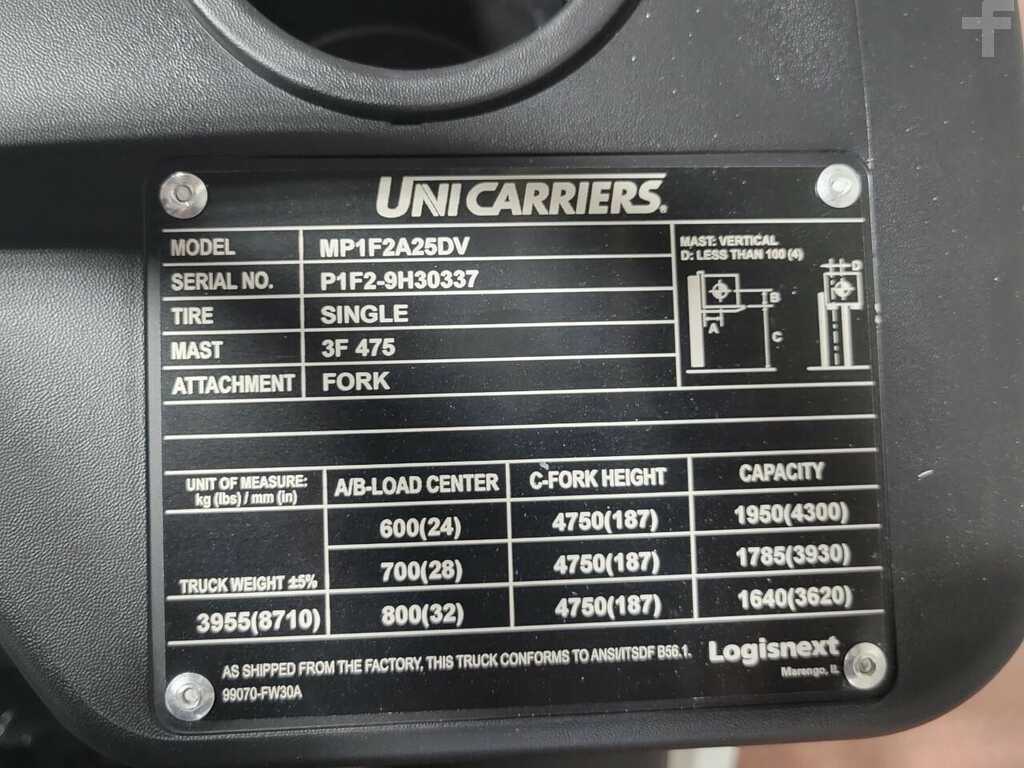 UNICARRIERS®
MODEL MP1F2A25DV
SERIAL NO. P1F2-9H30337
TIRE SINGLE
MAST 3F 475
ATTACHMENT FORK
MAST: VERTICAL
D: LESS THAN 100 (4)
D
B
A
C
UNIT OF MEASURE:
kg (lbs) / mm (in)
A/B-LOAD CENTER C-FORK HEIGHT CAPACITY
600(24) 4750(187) 1950(4300)
700(28) 4750(187) 1785(3930)
TRUCK WEIGHT ±5%
3955(8710) 800(32) 4750(187) 1640(3620)
AS SHIPPED FROM THE FACTORY, THIS TRUCK CONFORMS TO ANSI/ITSDF B56.1.
99070-FW30A
Logisnext
Marengo, IL
f